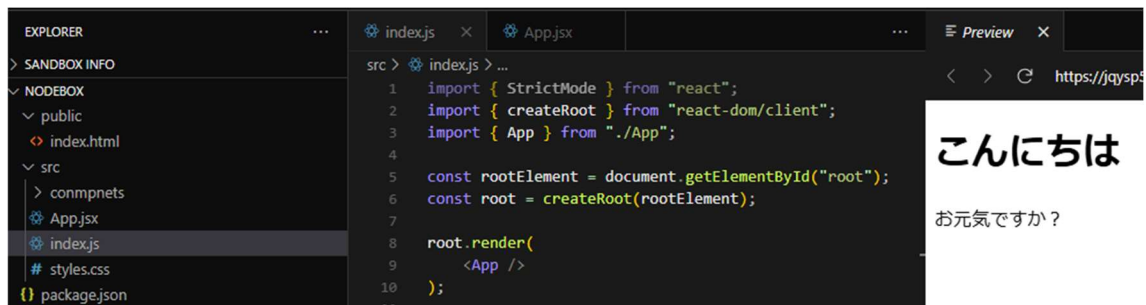 EXPLORER
SANDBOX INFO
NODEBOX
public
index.html
src
conmpnets
App.jsx
index.js
styles.css
package.json
index.js
App.jsx
src > index.js > ...
1 import { StrictMode } from "react";
2 import { createRoot } from "react-dom/client";
3 import { App } from "./App";
4
5 const rootElement = document.getElementById("root");
6 const root = createRoot(rootElement);
7
8 root.render(
9 <App />
10 );
Preview
https://jqysp5
こんにちは
お元気ですか？